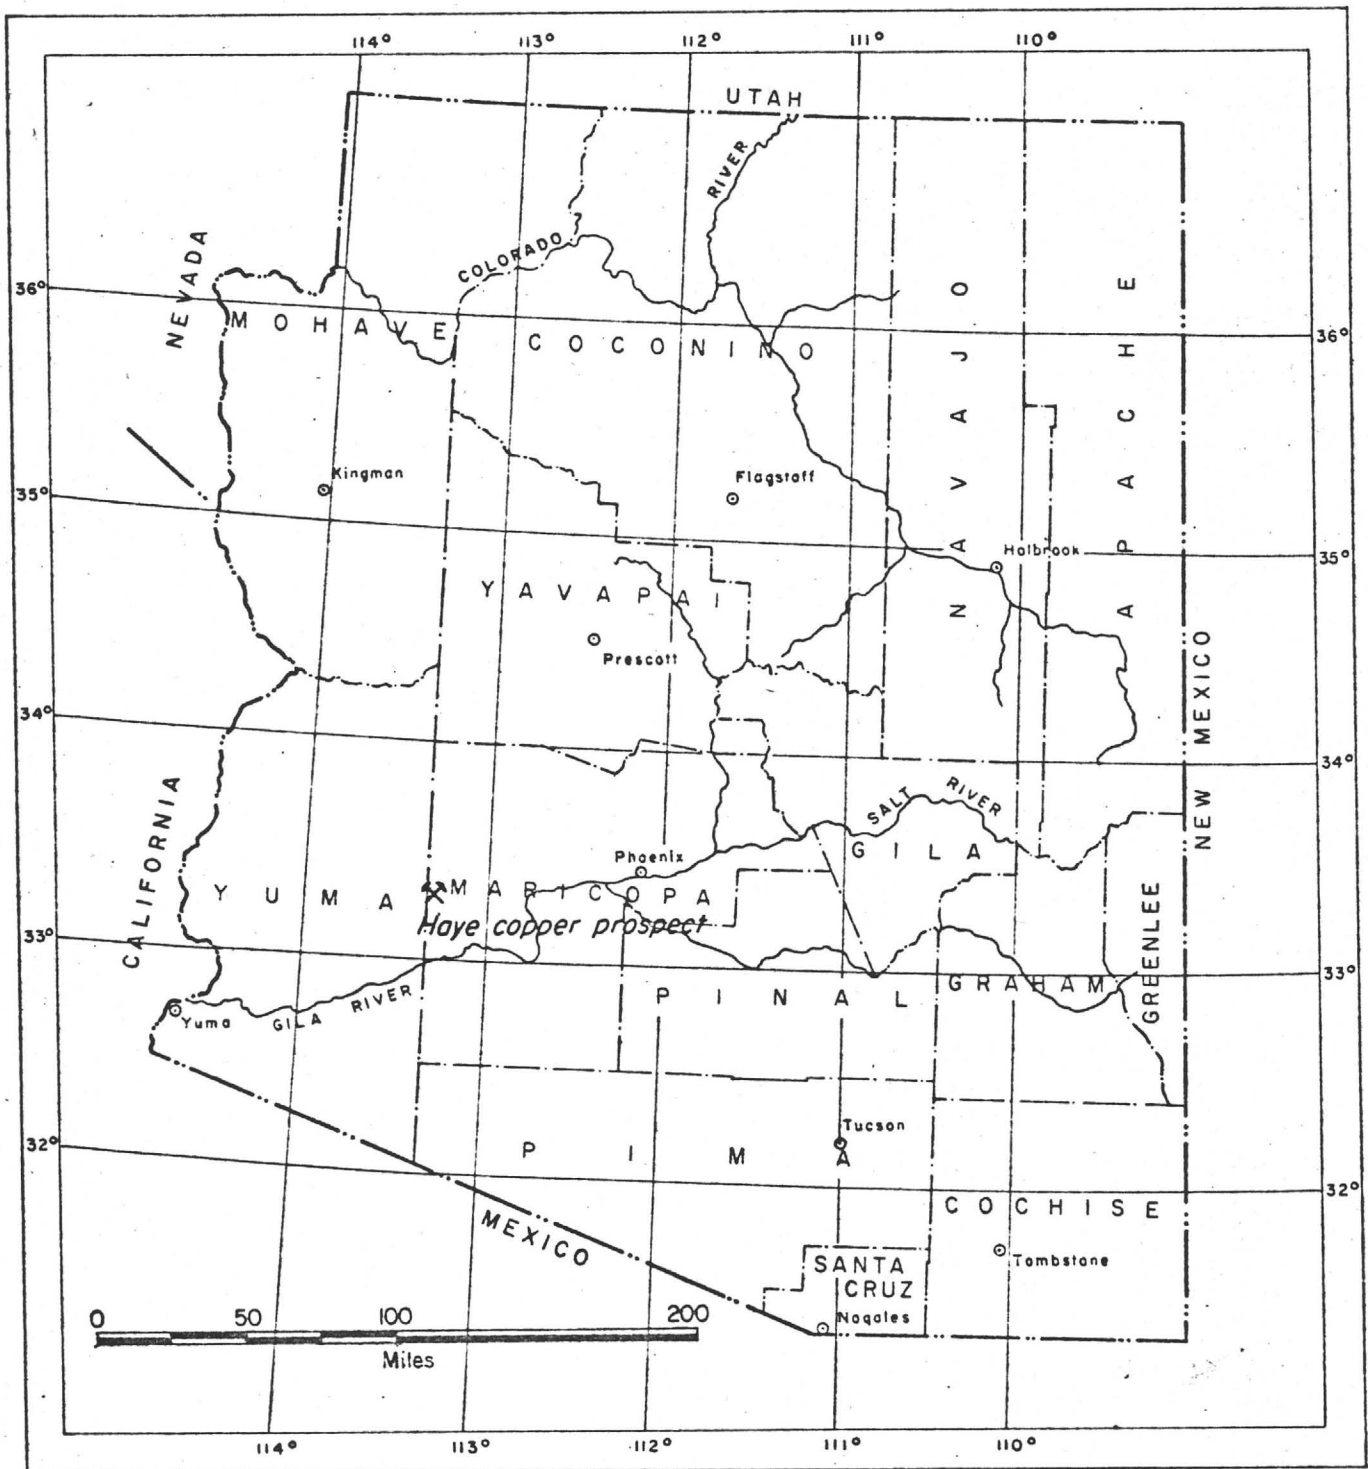 114° 113° 112° 111° 110°
UTAH
RIVER
COLORADO
NEVADA
36°
MOHAVE
COCONINO
NAVAJO
APACHE
36°
Kingman
Flagstaff
35°
Holbrook
35°
YAVAPAI
Prescott
NEW MEXICO
34°
34°
CALIFORNIA
SALT RIVER
GILA
Phoenix
YUMA
MARICOPA
Haye copper prospect
GREENLEE
33°
33°
PINAL
GRAHAM
Yuma
GILA RIVER
Tucson
32°
PIMA
32°
COCHISE
MEXICO
Tombstone
SANTA
CRUZ
Nogales
0 50 100 200
Miles
114° 113° 112° 111° 110°